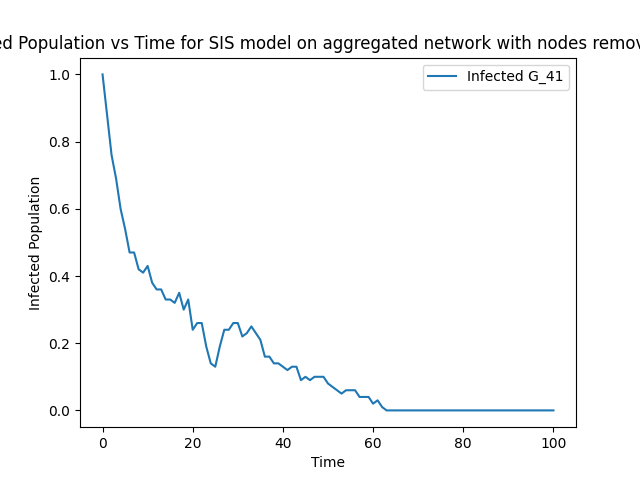 ed Population vs Time for SIS model on aggregated network with nodes remov
Infected G_41
1.0
0.8
0.6
0.4
0.2
0.0
Infected Population
0 20 40 60 80 100
Time